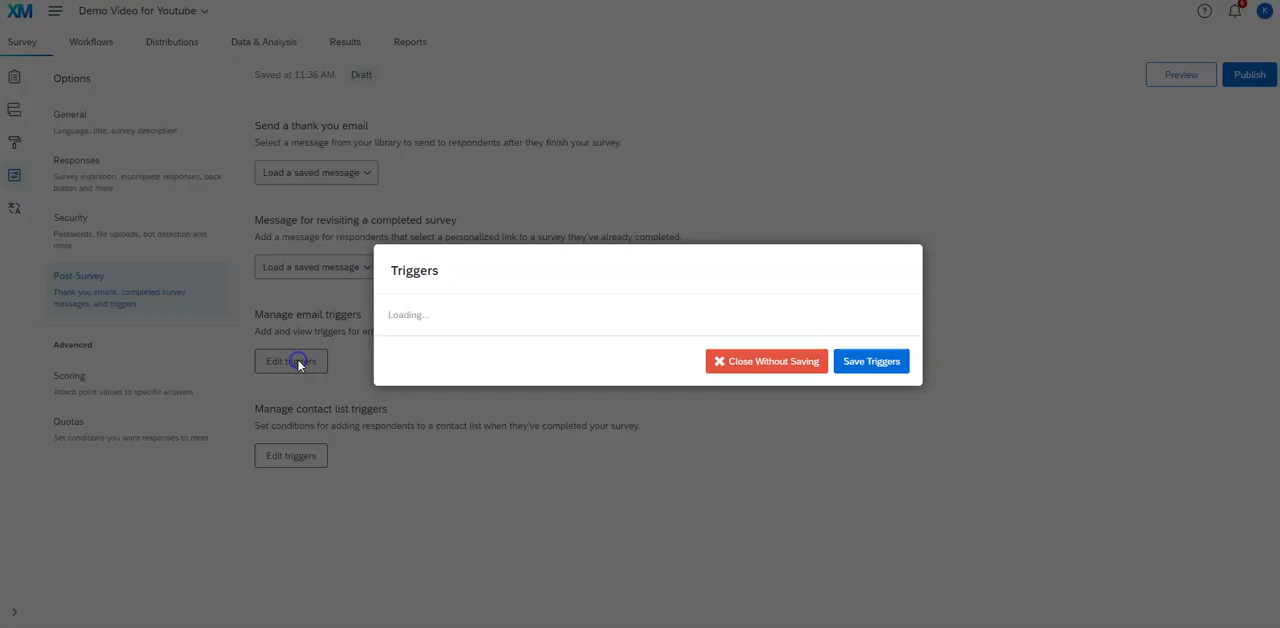 XM
Demo Video for Youtube
?
6
K
Survey
Workflows
Distributions
Data & Analysis
Results
Reports
Options
Saved at 11:36 AM
Draft
Preview
Publish
General
Language, title, survey description
Responses
Survey expiration, incomplete responses, back
button and more
Security
Passwords, file uploads, bot detection and
more
Post-Survey
Thank you emails, completed survey
messages, and triggers
Advanced
Scoring
Attach point values to specific answers
Quotas
Set conditions you want responses to meet
Send a thank you email
Select a message from your library to send to respondents after they finish your survey.
Load a saved message
Message for revisiting a completed survey
Add a message for respondents that select a personalized link to a survey they've already completed.
Load a saved message
Manage email triggers
Add and view triggers for em
Edit triggers
Manage contact list triggers
Set conditions for adding respondents to a contact list when they've completed your survey.
Edit triggers
Triggers
Loading...
Close Without Saving
Save Triggers